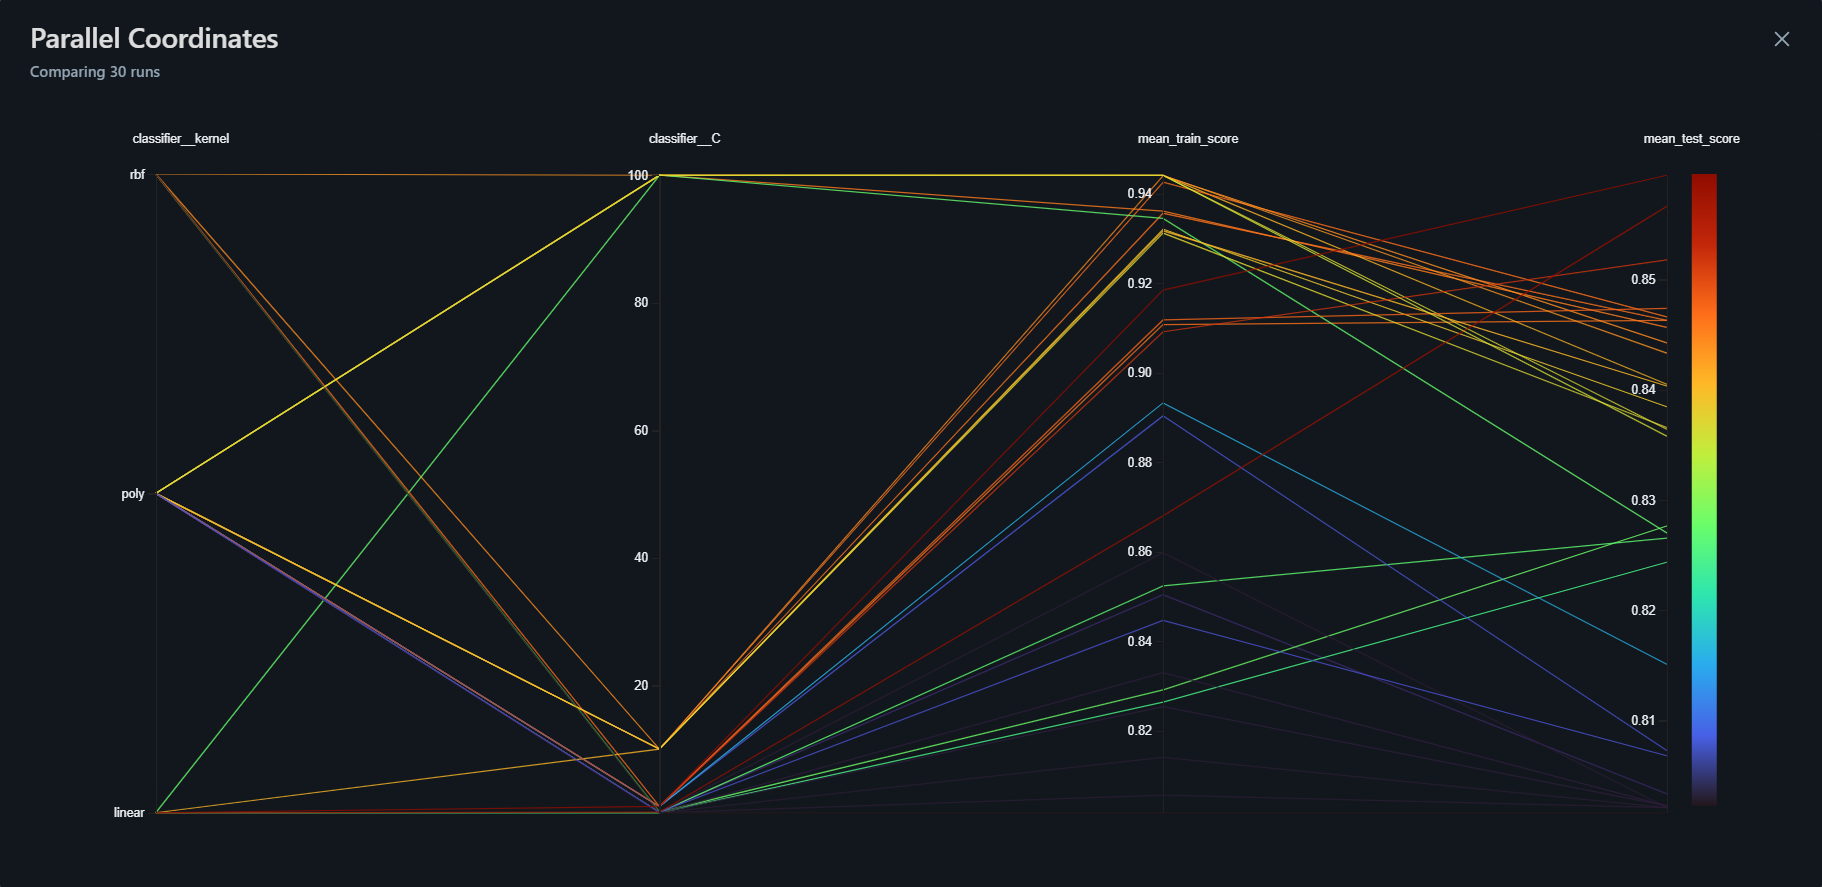 Parallel Coordinates
Comparing 30 runs
classifier__kernel
classifier__C
mean_train_score
mean_test_score
rbf
poly
linear
100
80
60
40
20
0.94
0.92
0.90
0.88
0.86
0.84
0.82
0.85
0.84
0.83
0.82
0.81